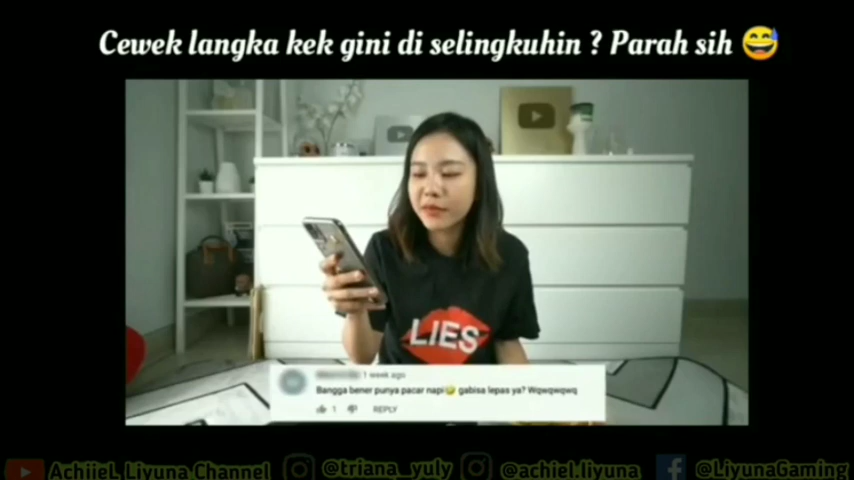 Cewek langka kek gini di selingkuhin ? Parah sih 😅
LIES
1 week ago
Bangga bener punya pacar napi🤣 gabisa lepas ya? Wqwqwqwq
1 REPLY
AchjieL Liyuna Channel @triana_yuly @achiel.liyuna @LiyunaGaming